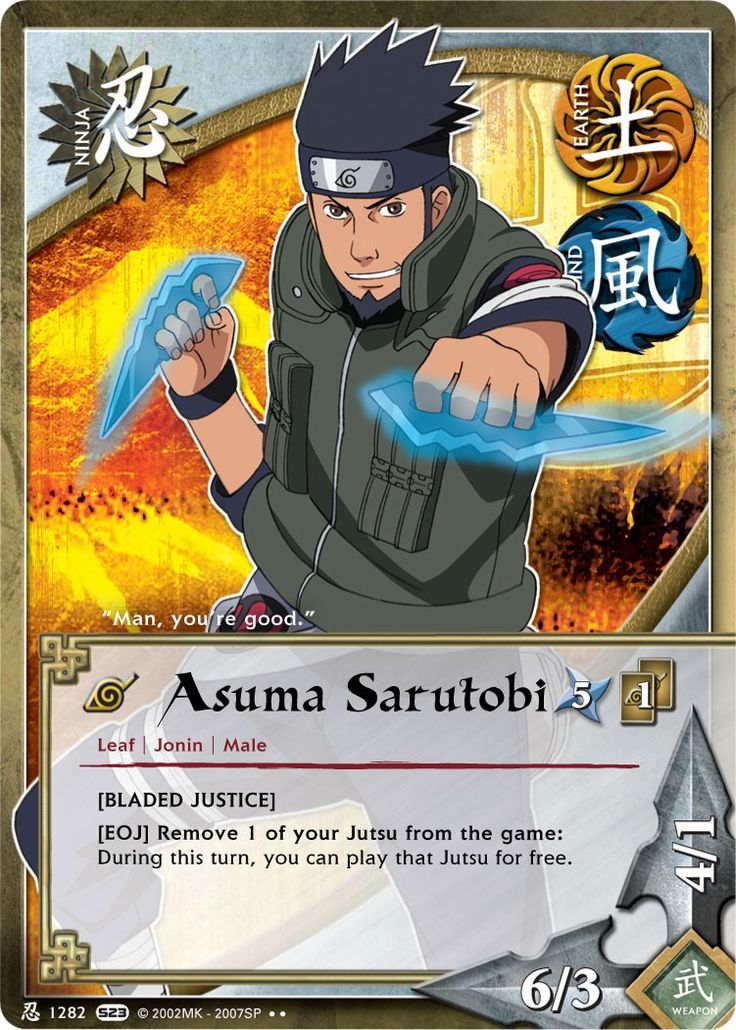 忍
NINJA
土
EARTH
風
"Man, you're good."
Asuma Sarutobi 5 1
Leaf | Jonin | Male
[BLADED JUSTICE]
[EOJ] Remove 1 of your Jutsu from the game:
During this turn, you can play that Jutsu for free.
4/1
6/3
武
WEAPON
忍 1282 S23 © 2002MK - 2007SP ••